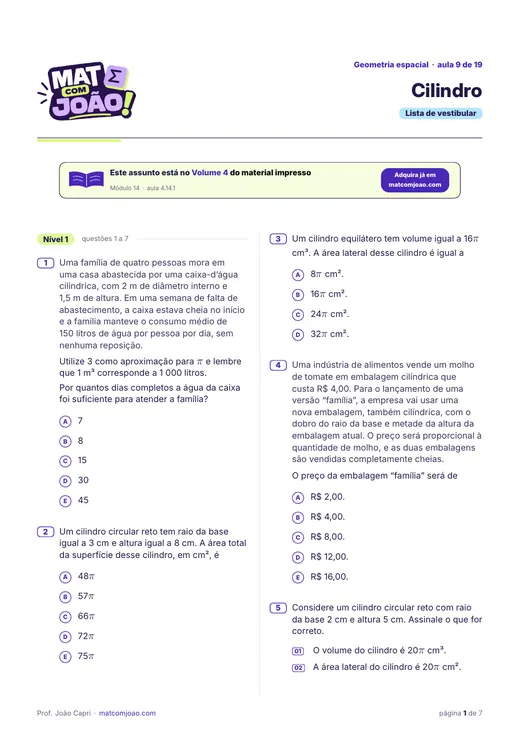 MAT Σ
COM
JOÃO!
Geometria espacial · aula 9 de 19
Cilindro
Lista de vestibular
Este assunto está no Volume 4 do material impresso
Módulo 14 · aula 4.14.1
Adquira já em
matcomjoao.com
Nível 1 questões 1 a 7
1 Uma família de quatro pessoas mora em
uma casa abastecida por uma caixa-d'água
cilíndrica, com 2 m de diâmetro interno e
1,5 m de altura. Em uma semana de falta de
abastecimento, a caixa estava cheia no início
e a família manteve o consumo médio de
150 litros de água por pessoa por dia, sem
nenhuma reposição.
Utilize 3 como aproximação para π e lembre
que 1 m³ corresponde a 1 000 litros.
Por quantos dias completos a água da caixa
foi suficiente para atender a família?
A 7
B 8
C 15
D 30
E 45
2 Um cilindro circular reto tem raio da base
igual a 3 cm e altura igual a 8 cm. A área total
da superfície desse cilindro, em cm², é
A 48π
B 57π
C 66π
D 72π
E 75π
3 Um cilindro equilátero tem volume igual a 16π
cm³. A área lateral desse cilindro é igual a
A 8π cm².
B 16π cm².
C 24π cm².
D 32π cm².
4 Uma indústria de alimentos vende um molho
de tomate em embalagem cilíndrica que
custa R$ 4,00. Para o lançamento de uma
versão "família", a empresa vai usar uma
nova embalagem, também cilíndrica, com o
dobro do raio da base e metade da altura da
embalagem atual. O preço será proporcional à
quantidade de molho, e as duas embalagens
são vendidas completamente cheias.
O preço da embalagem "família" será de
A R$ 2,00.
B R$ 4,00.
C R$ 8,00.
D R$ 12,00.
E R$ 16,00.
5 Considere um cilindro circular reto com raio
da base 2 cm e altura 5 cm. Assinale o que for
correto.
01 O volume do cilindro é 20π cm³.
02 A área lateral do cilindro é 20π cm².
Prof. João Capri · matcomjoao.com
página 1 de 7